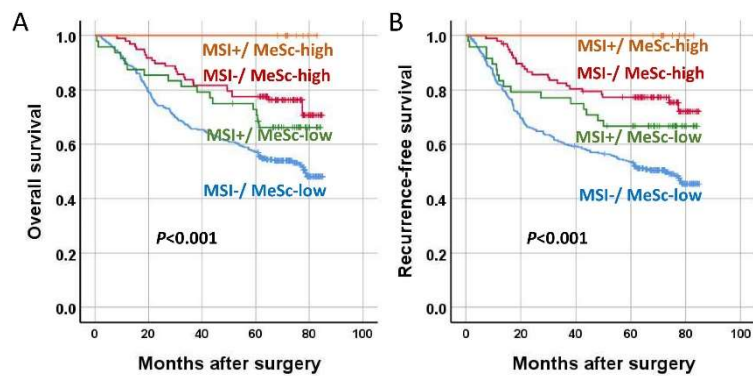 A
Overall survival
1.0
0.8
0.6
0.4
0.2
0.0
MSI+/ MeSc-high
MSI-/ MeSc-high
MSI+/ MeSc-low
MSI-/ MeSc-low
P<0.001
0 20 40 60 80 100
Months after surgery
B
Recurrence-free survival
1.0
0.8
0.6
0.4
0.2
0.0
MSI+/ MeSc-high
MSI-/ MeSc-high
MSI+/ MeSc-low
MSI-/ MeSc-low
P<0.001
0 20 40 60 80 100
Months after surgery